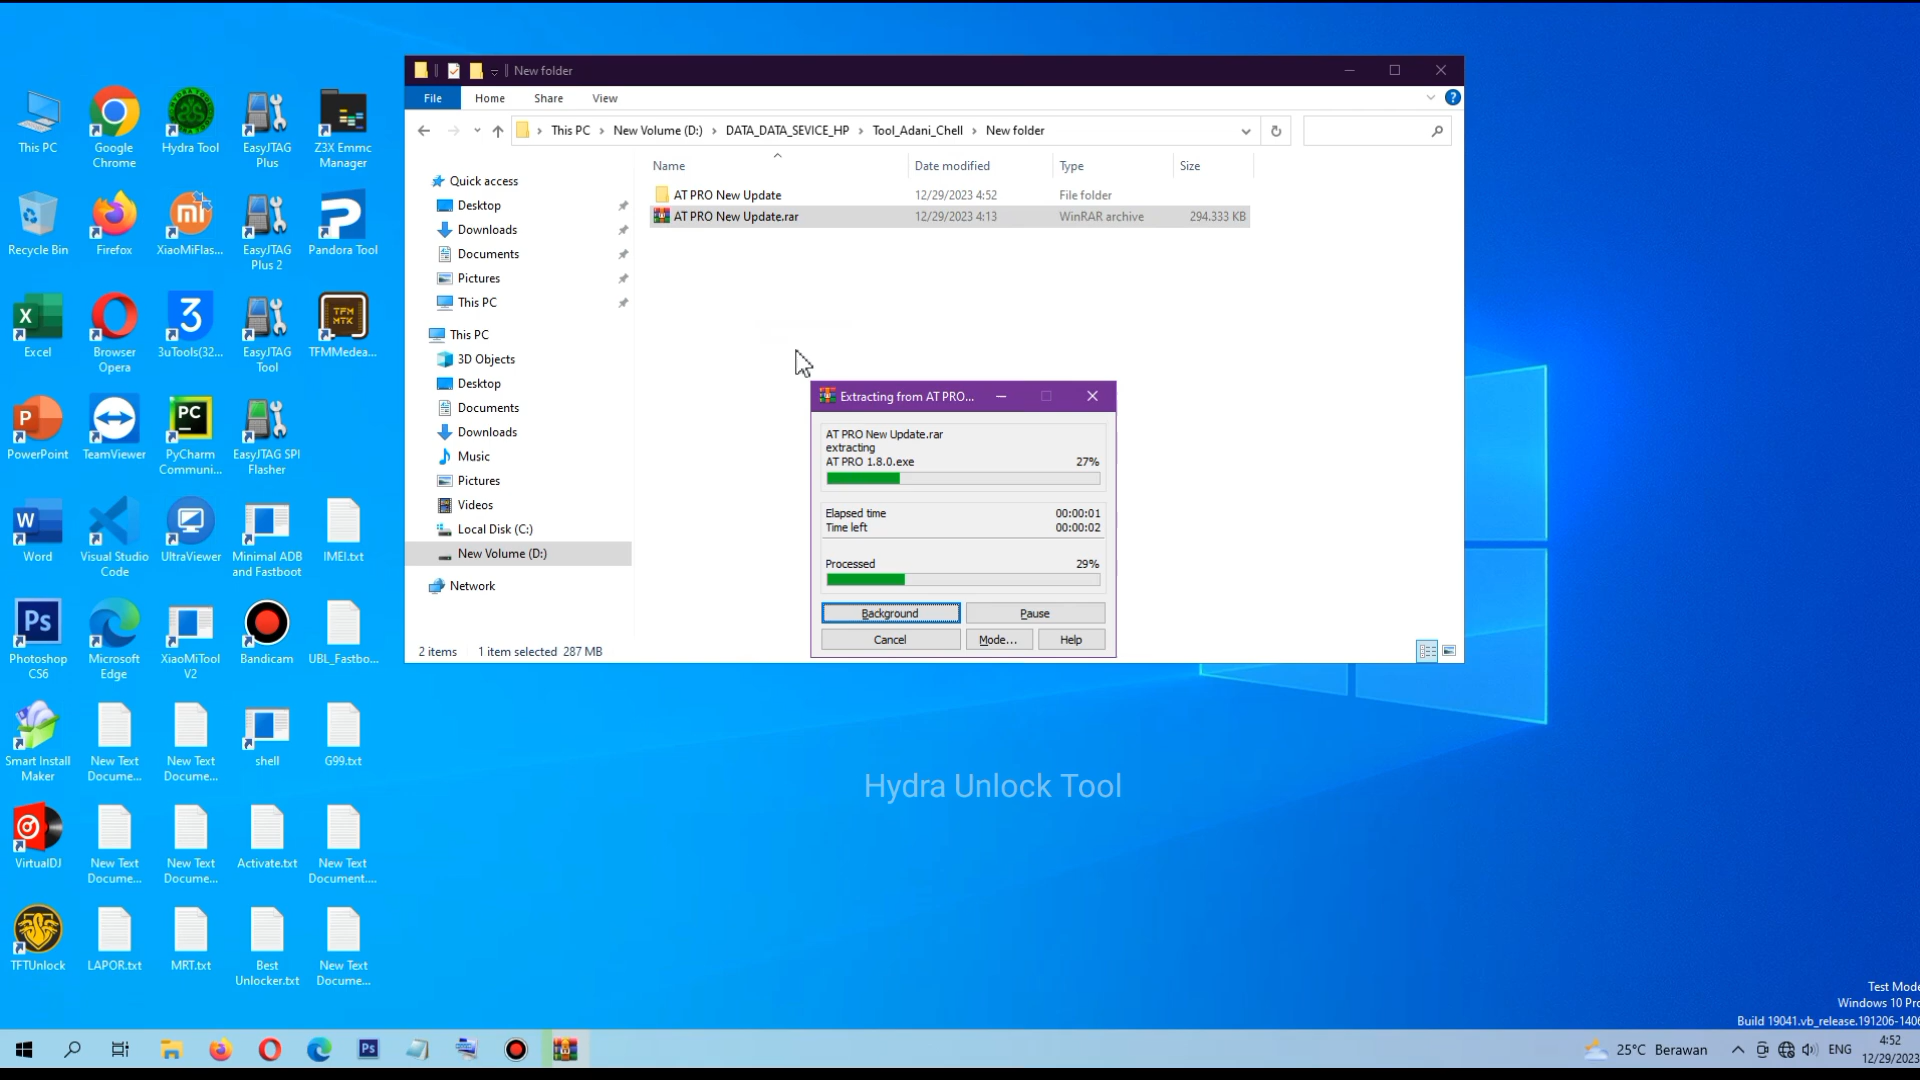 New folder
File
Home
Share
View
This PC
New Volume (D:)
DATA_DATA_SEVICE_HP
Tool_Adani_Chell
New folder
Name
Date modified
Type
Size
AT PRO New Update
12/29/2023 4:52
File folder
AT PRO New Update.rar
12/29/2023 4:13
WinRAR archive
294.333 KB
Quick access
Desktop
Downloads
Documents
Pictures
This PC
This PC
3D Objects
Desktop
Documents
Downloads
Music
Pictures
Videos
Local Disk (C:)
New Volume (D:)
Network
2 items
1 item selected 287 MB
Extracting from AT PRO...
AT PRO New Update.rar
extracting
AT PRO 1.8.0.exe
27%
Elapsed time
00:00:01
Time left
00:00:02
Processed
29%
Background
Pause
Cancel
Mode...
Help
This PC
Google
Chrome
Hydra Tool
EasyJTAG
Plus
Z3X Emmc
Manager
Recycle Bin
Firefox
XiaoMiFlas...
EasyJTAG
Plus 2
Pandora Tool
Excel
Browser
Opera
3uTools(32...
EasyJTAG
Tool
TFM
MTK
TFMMedea...
PowerPoint
TeamViewer
PyCharm
Communi...
EasyJTAG SPI
Flasher
Word
Visual Studio
Code
UltraViewer
Minimal ADB
and Fastboot
IMEI.txt
Photoshop
CS6
Microsoft
Edge
XiaoMiTool
V2
Bandicam
UBL_Fastbo...
Smart Install
Maker
New Text
Docume...
New Text
Docume...
shell
G99.txt
VirtualDJ
New Text
Docume...
New Text
Docume...
Activate.txt
New Text
Document....
TFTUnlock
LAPOR.txt
MRT.txt
Best
Unlocker.txt
New Text
Docume...
Hydra Unlock Tool
Test Mode
Windows 10 Pro
Build 19041.vb_release.191206-1406
25°C Berawan
ENG
4:52
12/29/2023